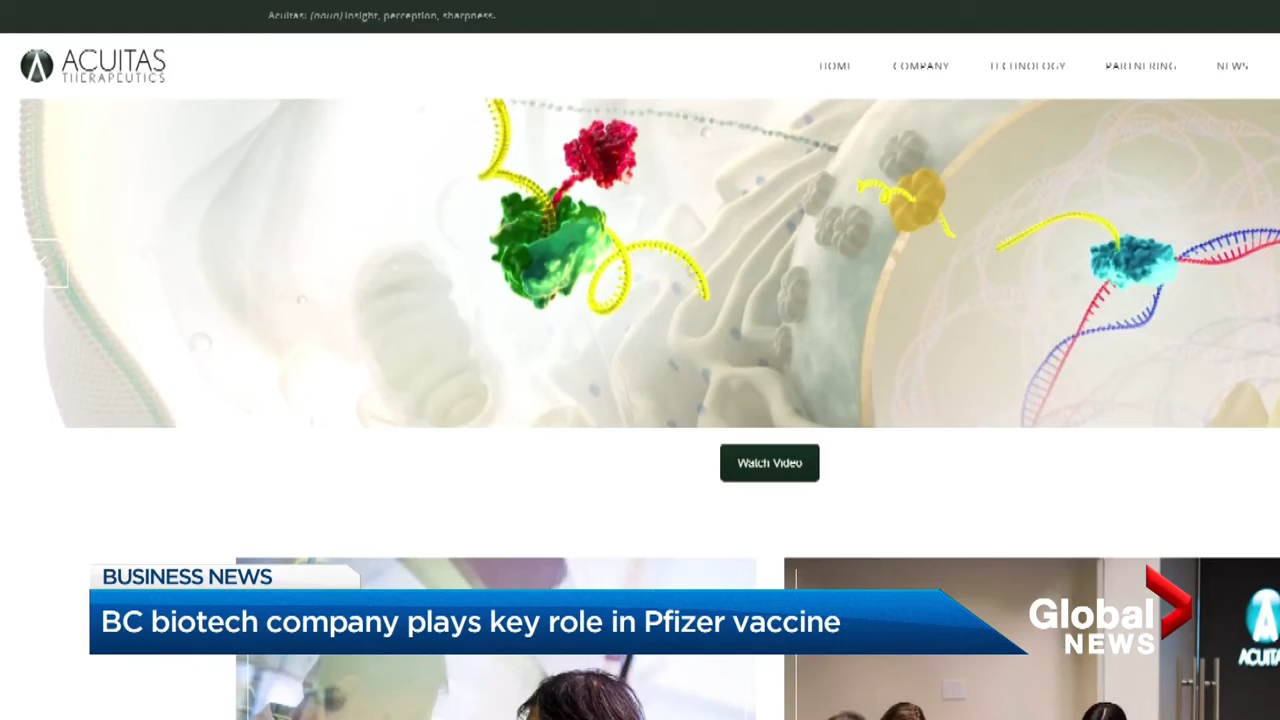 Acuitas: (noun) Insight, perception, sharpness.
ACUITAS
THERAPEUTICS
HOME COMPANY TECHNOLOGY PARTNERING NEWS
Watch Video
BUSINESS NEWS
BC biotech company plays key role in Pfizer vaccine
Global
NEWS
ACUITA